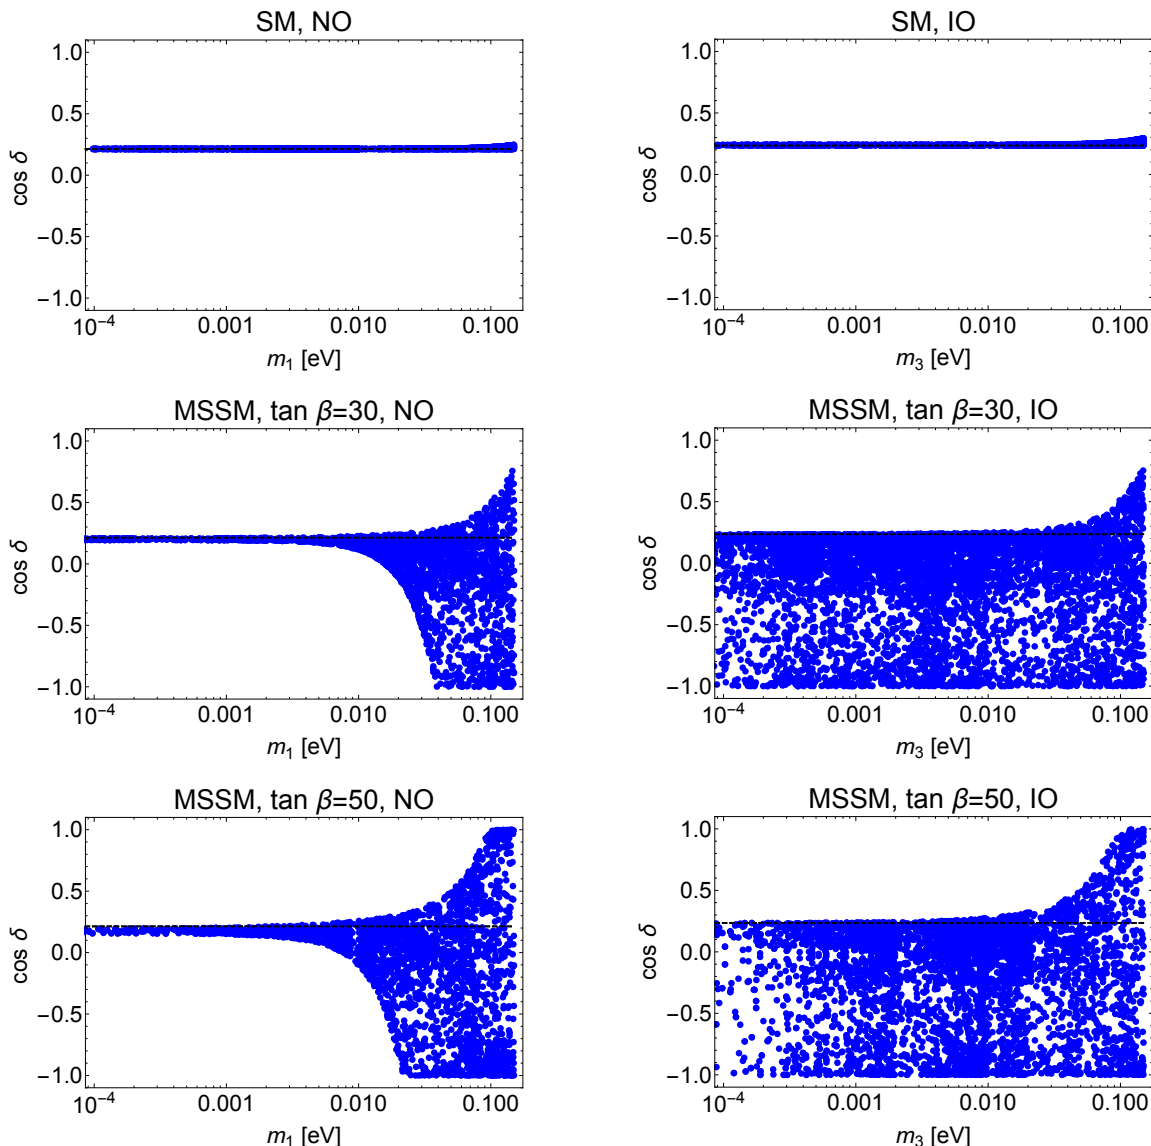 SM, NO
1.0
0.5
0.0
−0.5
−1.0
cos δ
10⁻⁴ 0.001 0.010 0.100
m₁ [eV]
SM, IO
1.0
0.5
0.0
−0.5
−1.0
cos δ
10⁻⁴ 0.001 0.010 0.100
m₃ [eV]
MSSM, tan β=30, NO
1.0
0.5
0.0
−0.5
−1.0
cos δ
10⁻⁴ 0.001 0.010 0.100
m₁ [eV]
MSSM, tan β=30, IO
1.0
0.5
0.0
−0.5
−1.0
cos δ
10⁻⁴ 0.001 0.010 0.100
m₃ [eV]
MSSM, tan β=50, NO
1.0
0.5
0.0
−0.5
−1.0
cos δ
10⁻⁴ 0.001 0.010 0.100
m₁ [eV]
MSSM, tan β=50, IO
1.0
0.5
0.0
−0.5
−1.0
cos δ
10⁻⁴ 0.001 0.010 0.100
m₃ [eV]